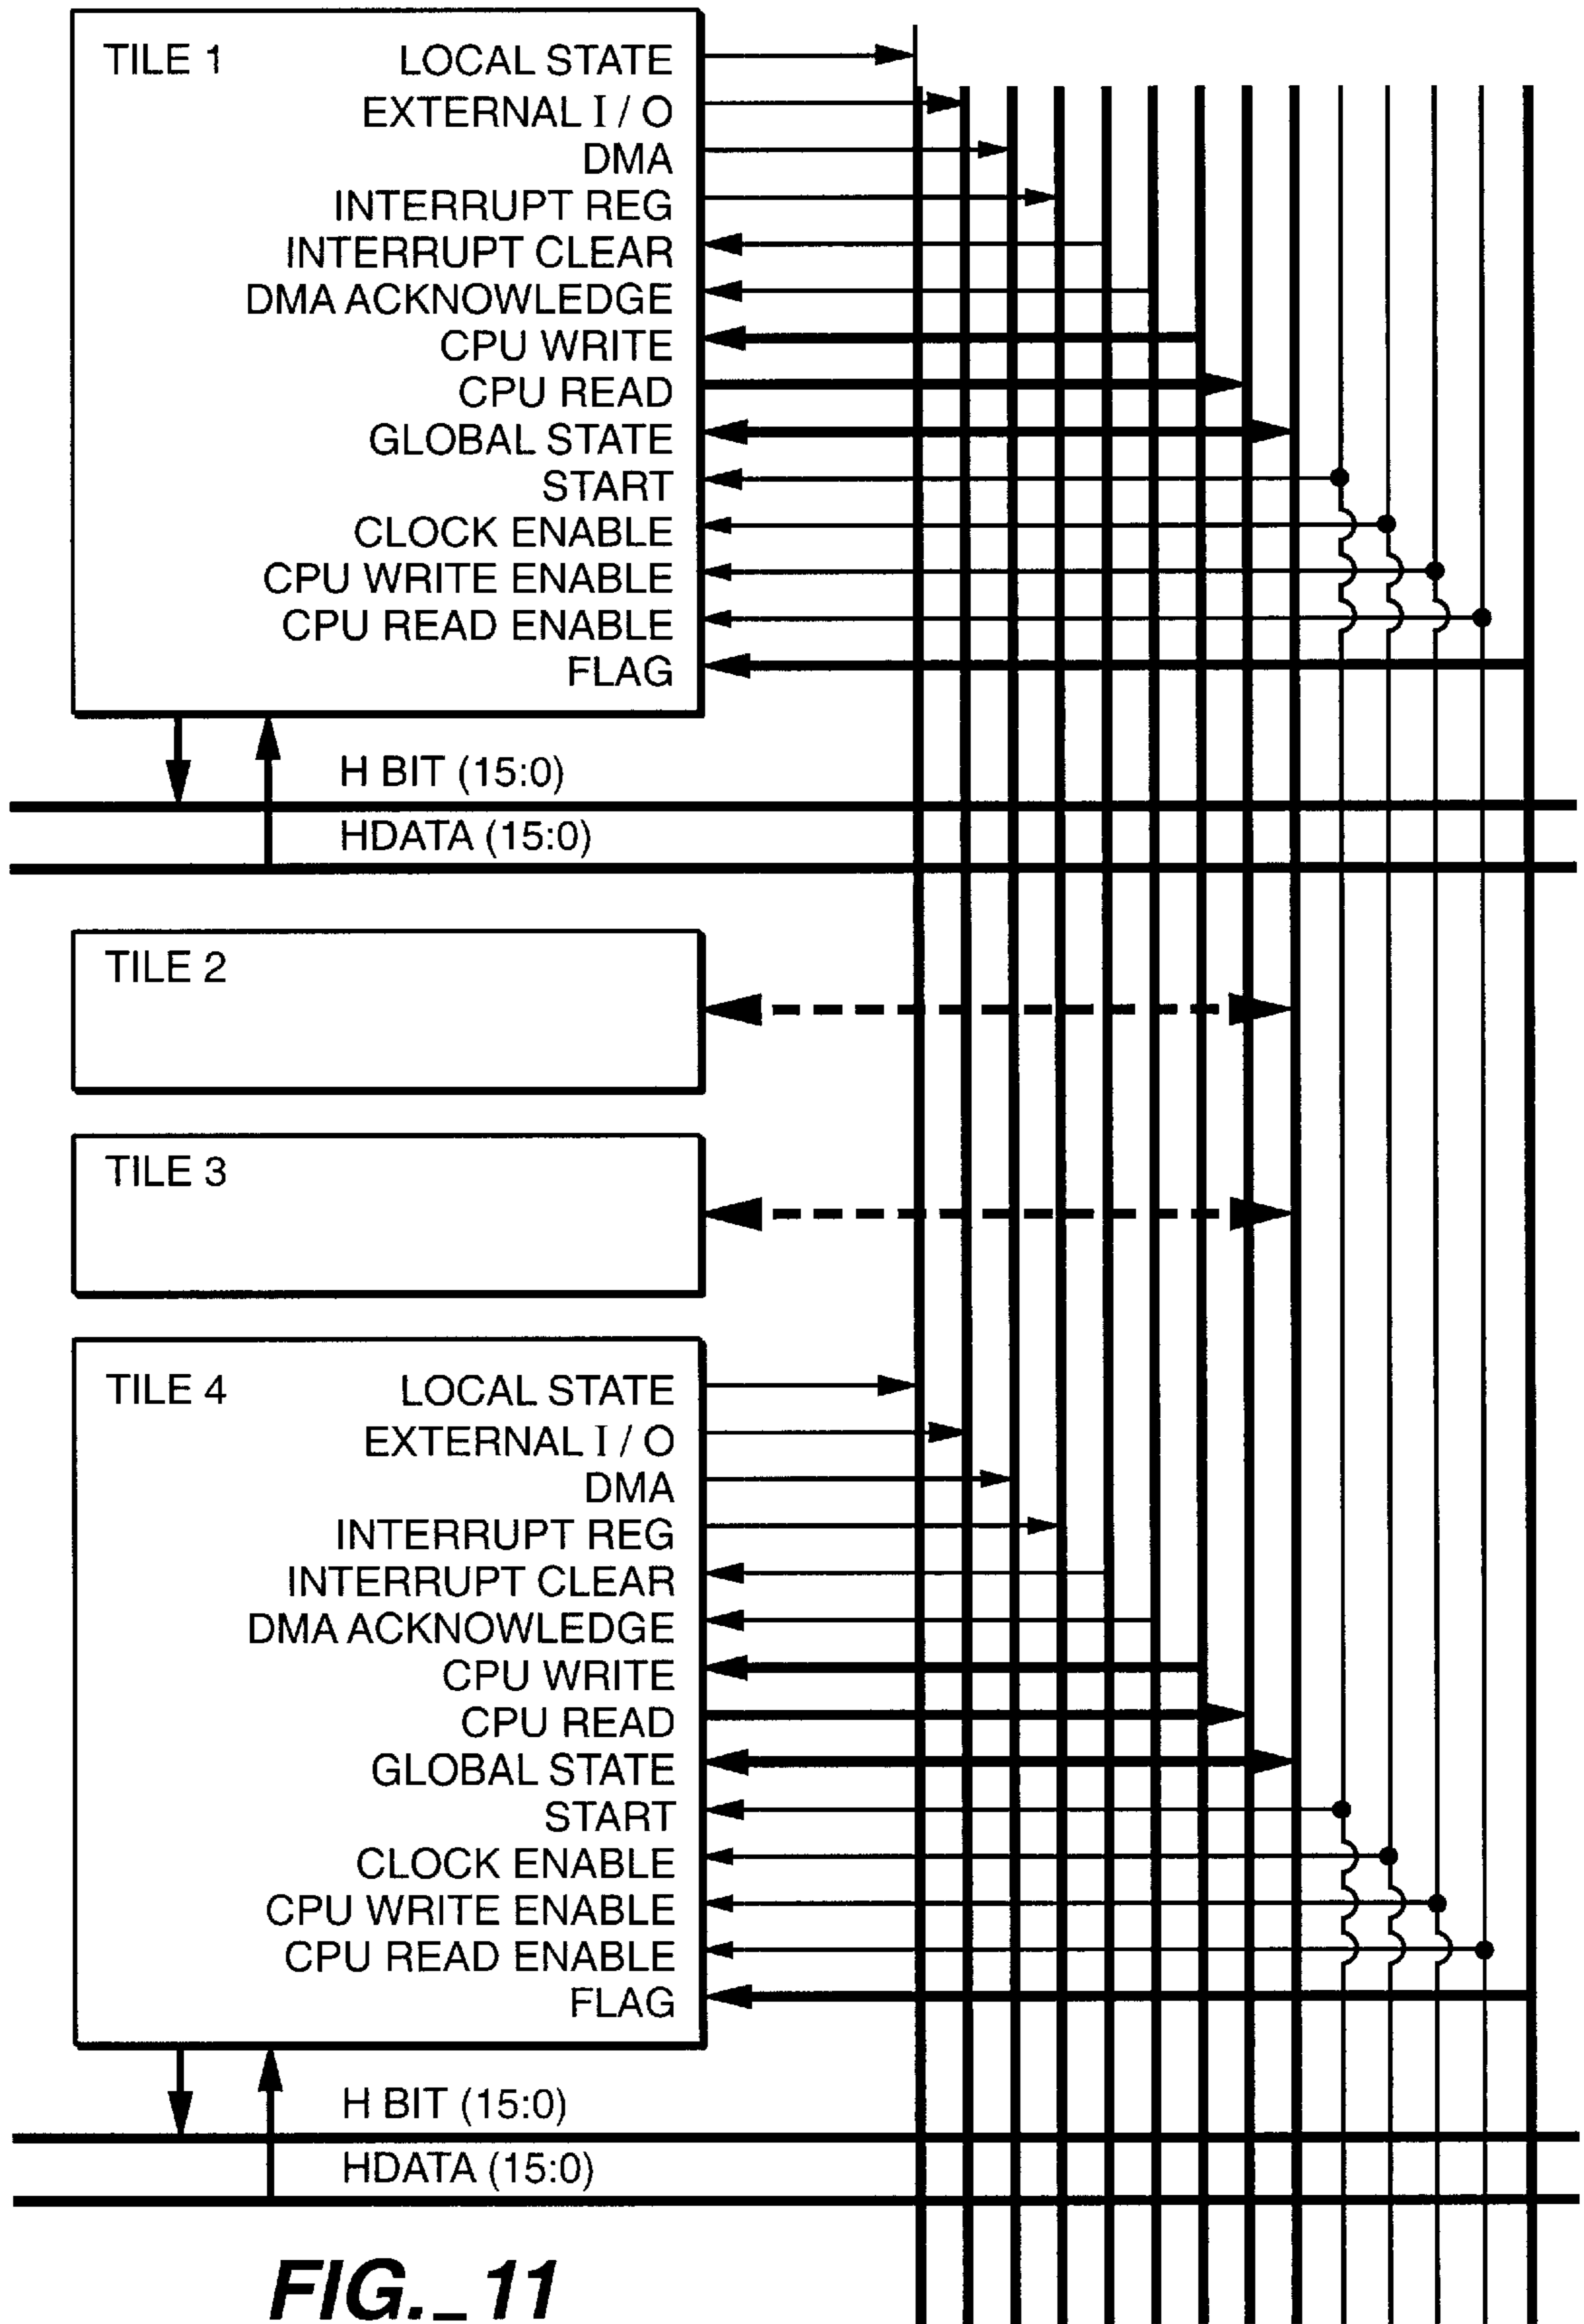 TILE 1
LOCAL STATE
EXTERNAL I / O
DMA
INTERRUPT REG
INTERRUPT CLEAR
DMA ACKNOWLEDGE
CPU WRITE
CPU READ
GLOBAL STATE
START
CLOCK ENABLE
CPU WRITE ENABLE
CPU READ ENABLE
FLAG
H BIT (15:0)
HDATA (15:0)
TILE 2
TILE 3
TILE 4
LOCAL STATE
EXTERNAL I / O
DMA
INTERRUPT REG
INTERRUPT CLEAR
DMA ACKNOWLEDGE
CPU WRITE
CPU READ
GLOBAL STATE
START
CLOCK ENABLE
CPU WRITE ENABLE
CPU READ ENABLE
FLAG
H BIT (15:0)
HDATA (15:0)
FIG._11